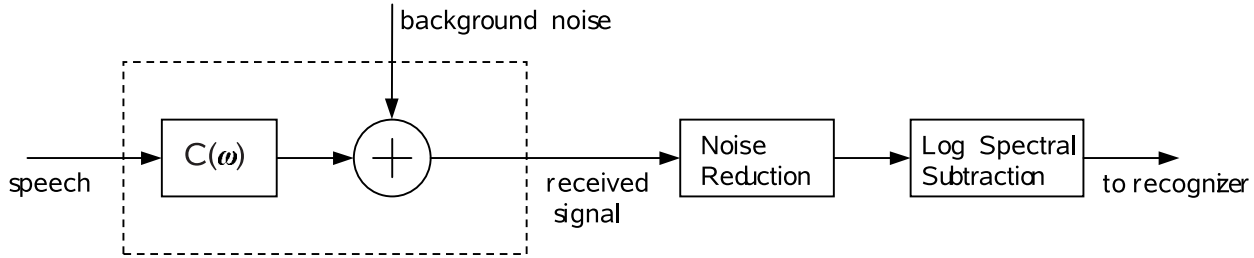 background noise
C(ω)
speech
received
signal
Noise
Reduction
Log Spectral
Subtraction
to recognizer